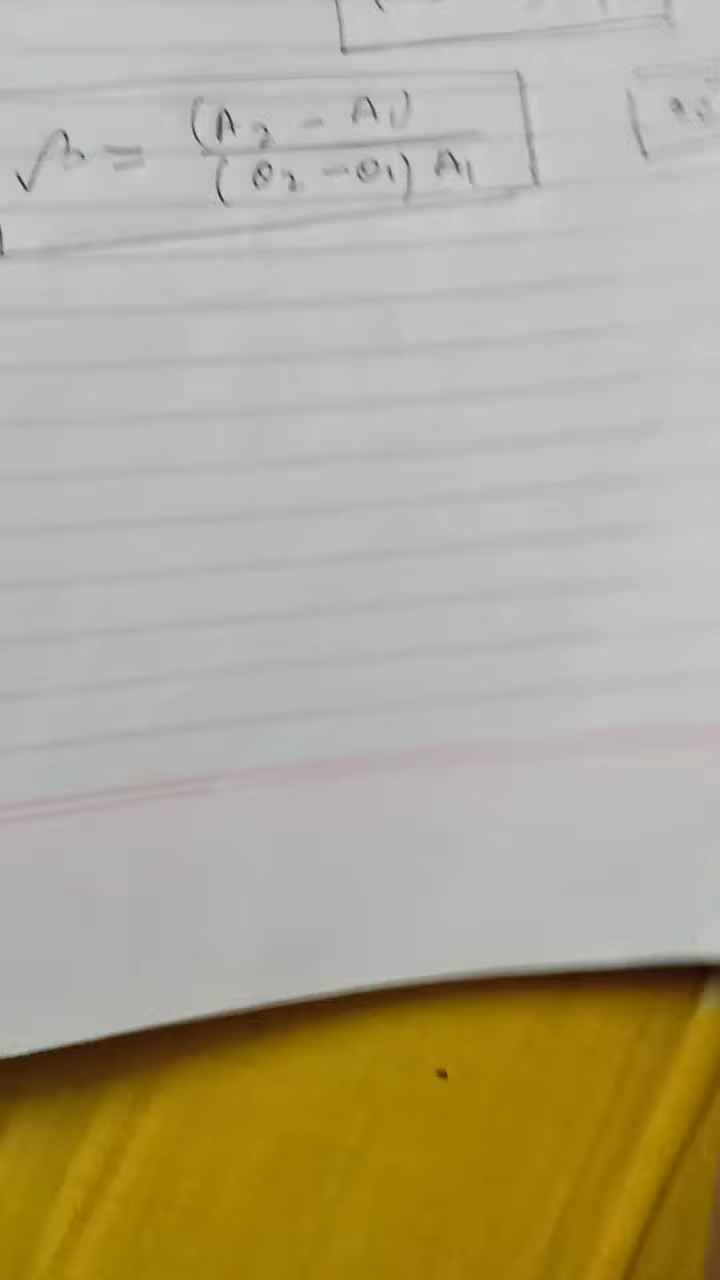 β = (A₂ - A₁) / (θ₂ - θ₁) A₁